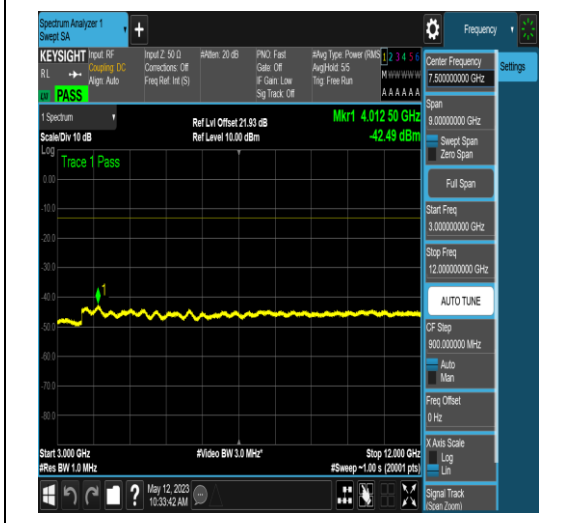 Spectrum Analyzer 1
Swept SA
+
Frequency
KEYSIGHT
RL
PASS
Input: RF
Coupling: DC
Align: Auto
Input Z: 50 Ω
Corrections: Off
Freq Ref: Int (S)
#Atten: 20 dB
PNO: Fast
Gate: Off
IF Gain: Low
Sig Track: Off
#Avg Type: Power (RMS
Avg|Hold: 5/5
Trig: Free Run
1 2 3 4 5 6
M W W W W W
A A A A A A
1 Spectrum
Scale/Div 10 dB
Log
Ref Lvl Offset 21.93 dB
Ref Level 10.00 dBm
Mkr1 4.012 50 GHz
-42.49 dBm
Trace 1 Pass
0.00
-10.0
-20.0
-30.0
-40.0
-50.0
-60.0
-70.0
-80.0
1
Start 3.000 GHz
#Res BW 1.0 MHz
#Video BW 3.0 MHz*
Stop 12.000 GHz
#Sweep ~1.00 s (20001 pts)
?
May 12, 2023
10:33:42 AM
Center Frequency
7.500000000 GHz
Settings
Span
9.00000000 GHz
Swept Span
Zero Span
Full Span
Start Freq
3.000000000 GHz
Stop Freq
12.000000000 GHz
AUTO TUNE
CF Step
900.000000 MHz
Auto
Man
Freq Offset
0 Hz
X Axis Scale
Log
Lin
Signal Track
(Span Zoom)